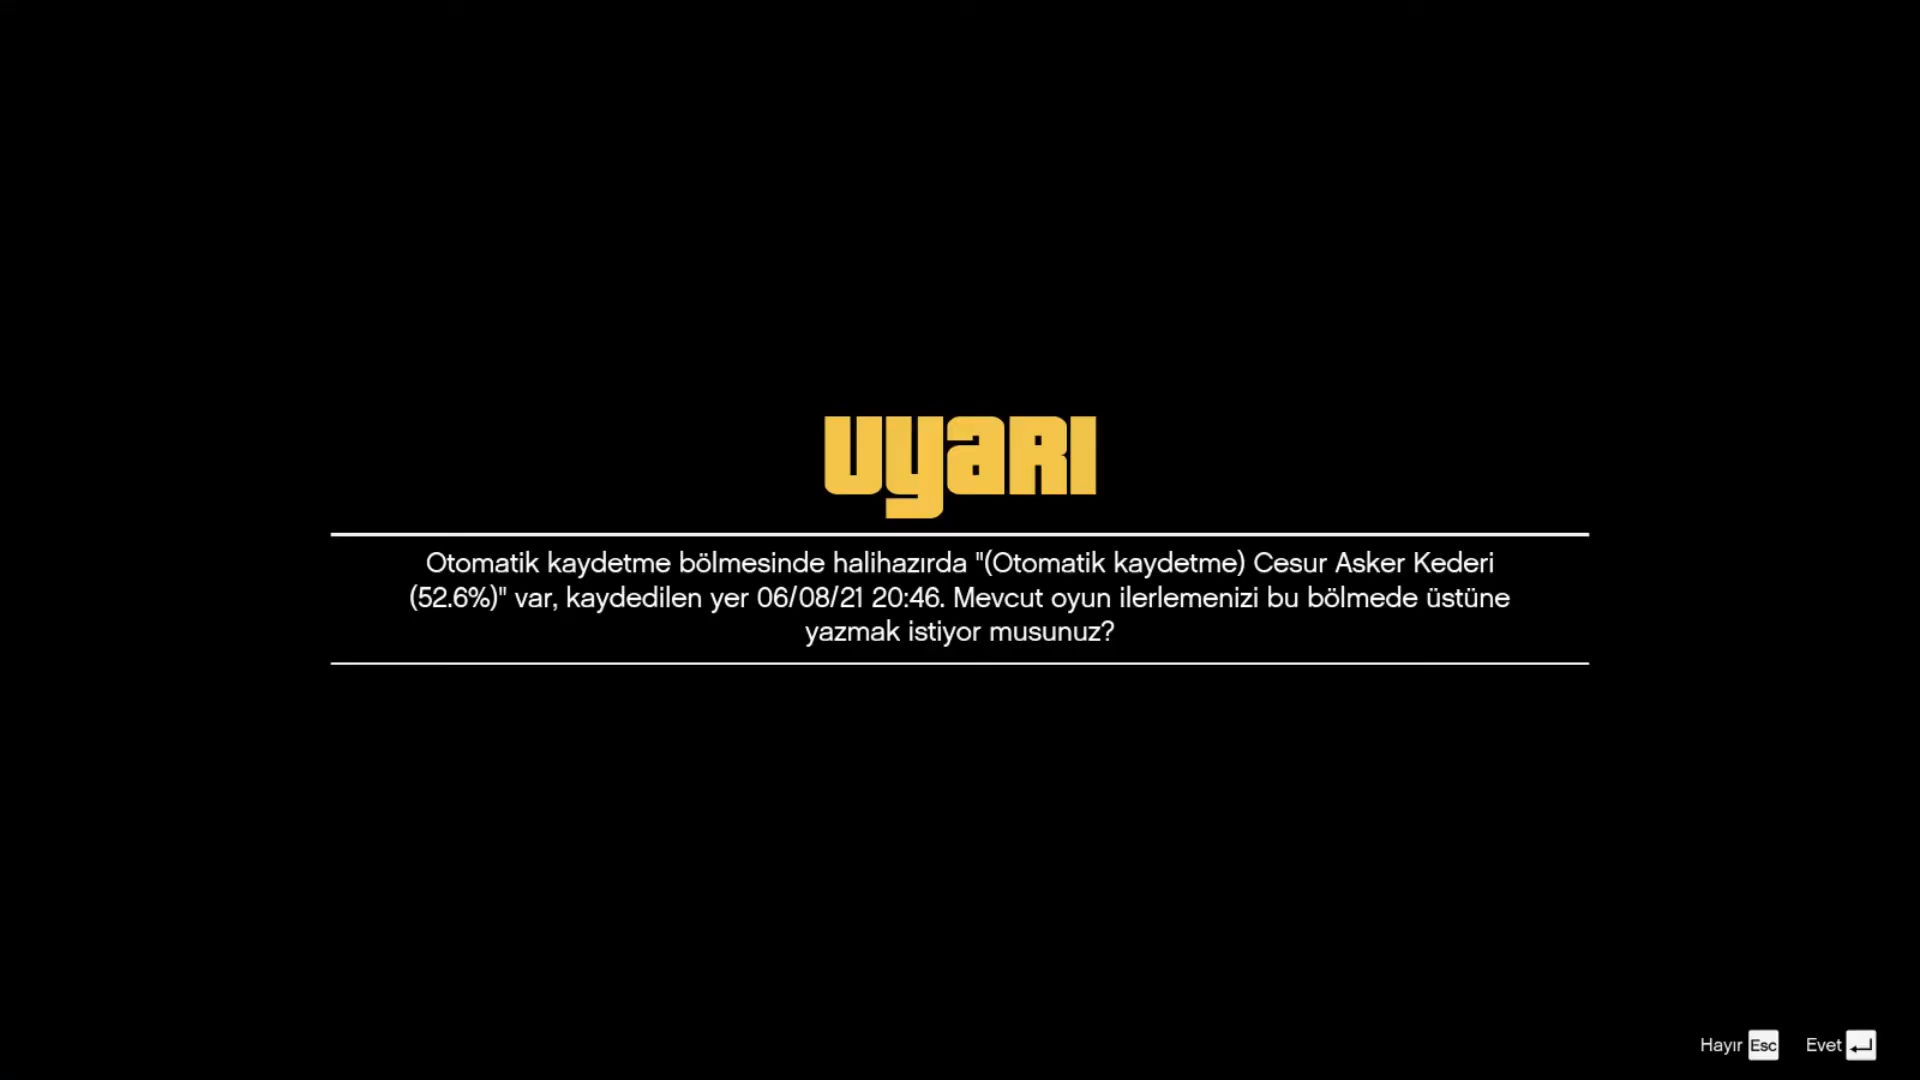 UYARI
Otomatik kaydetme bölmesinde halihazırda "(Otomatik kaydetme) Cesur Asker Kederi
(52.6%)" var, kaydedilen yer 06/08/21 20:46. Mevcut oyun ilerlemenizi bu bölmede üstüne
yazmak istiyor musunuz?
Hayır Esc Evet